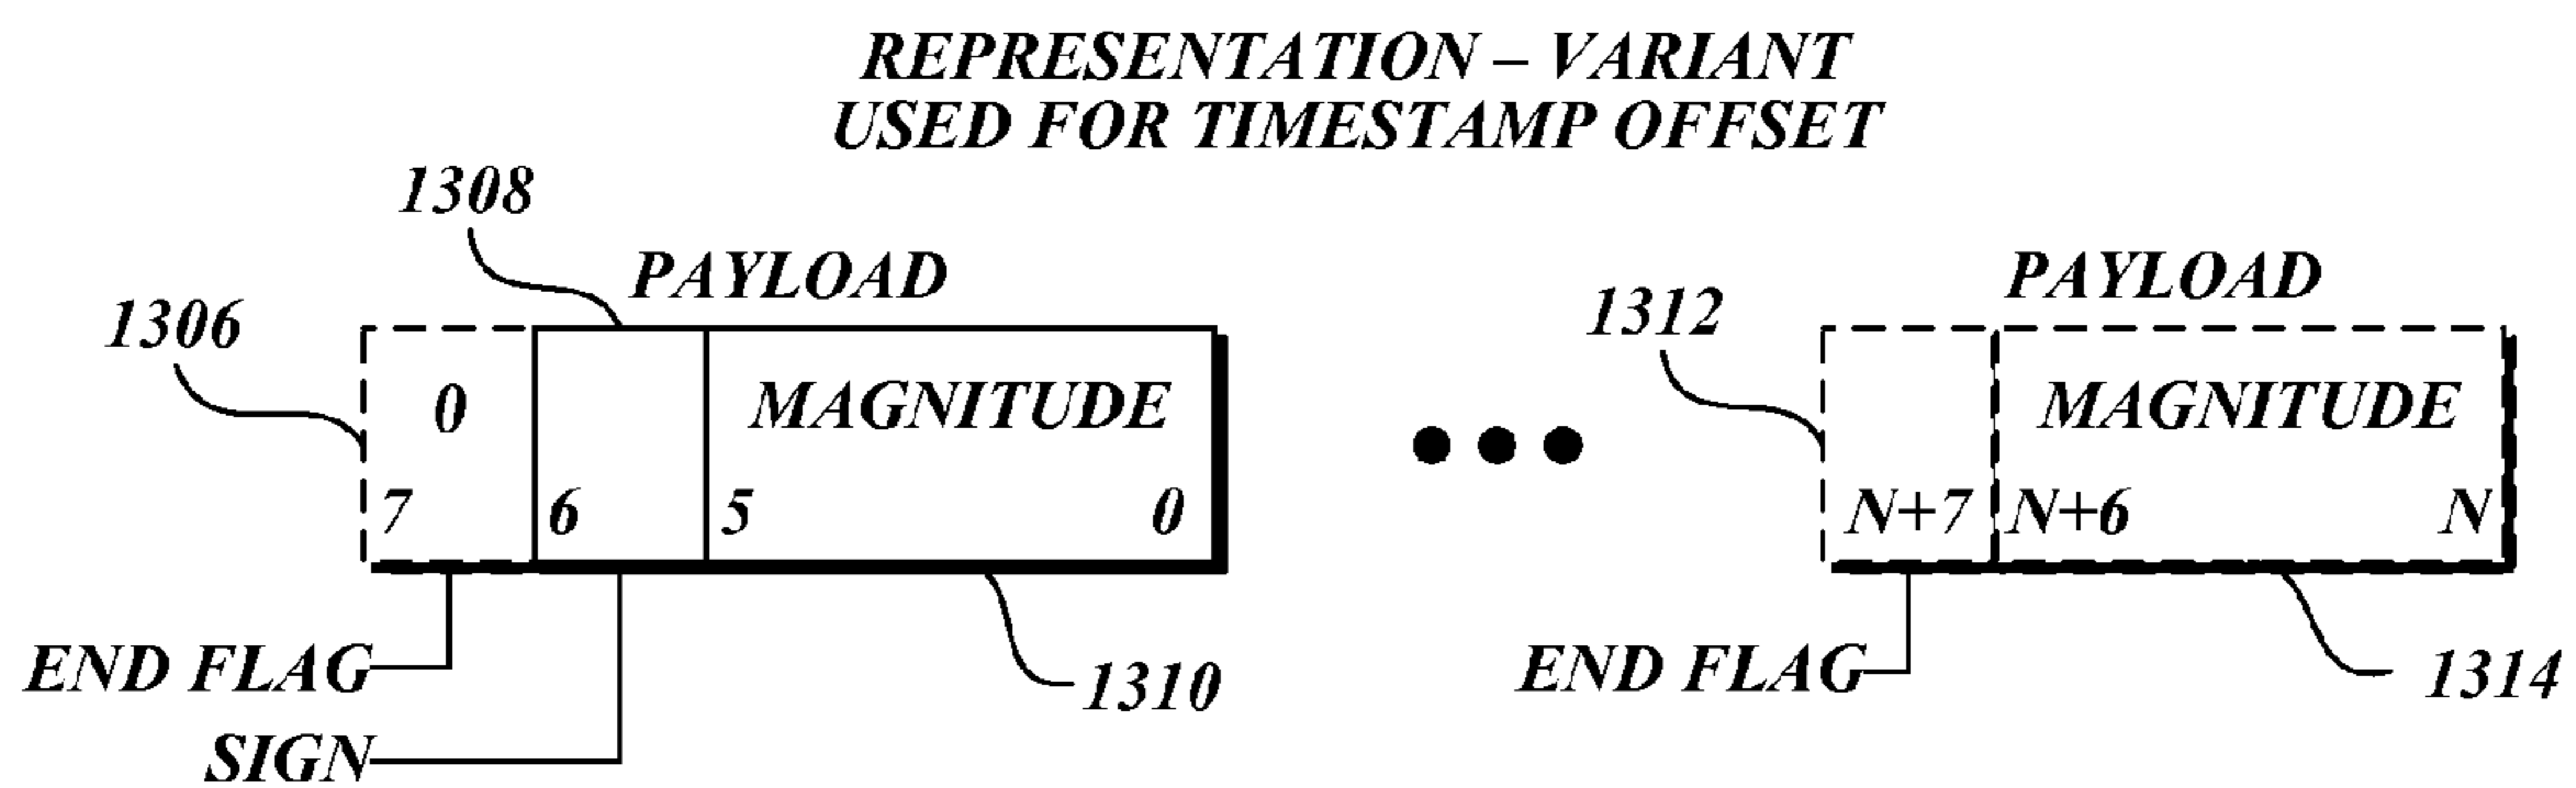 REPRESENTATION – VARIANT
USED FOR TIMESTAMP OFFSET
1308
PAYLOAD
PAYLOAD
1306
1312
0
MAGNITUDE
MAGNITUDE
7 6 5 0
N+7 N+6 N
END FLAG
1310
END FLAG
1314
SIGN